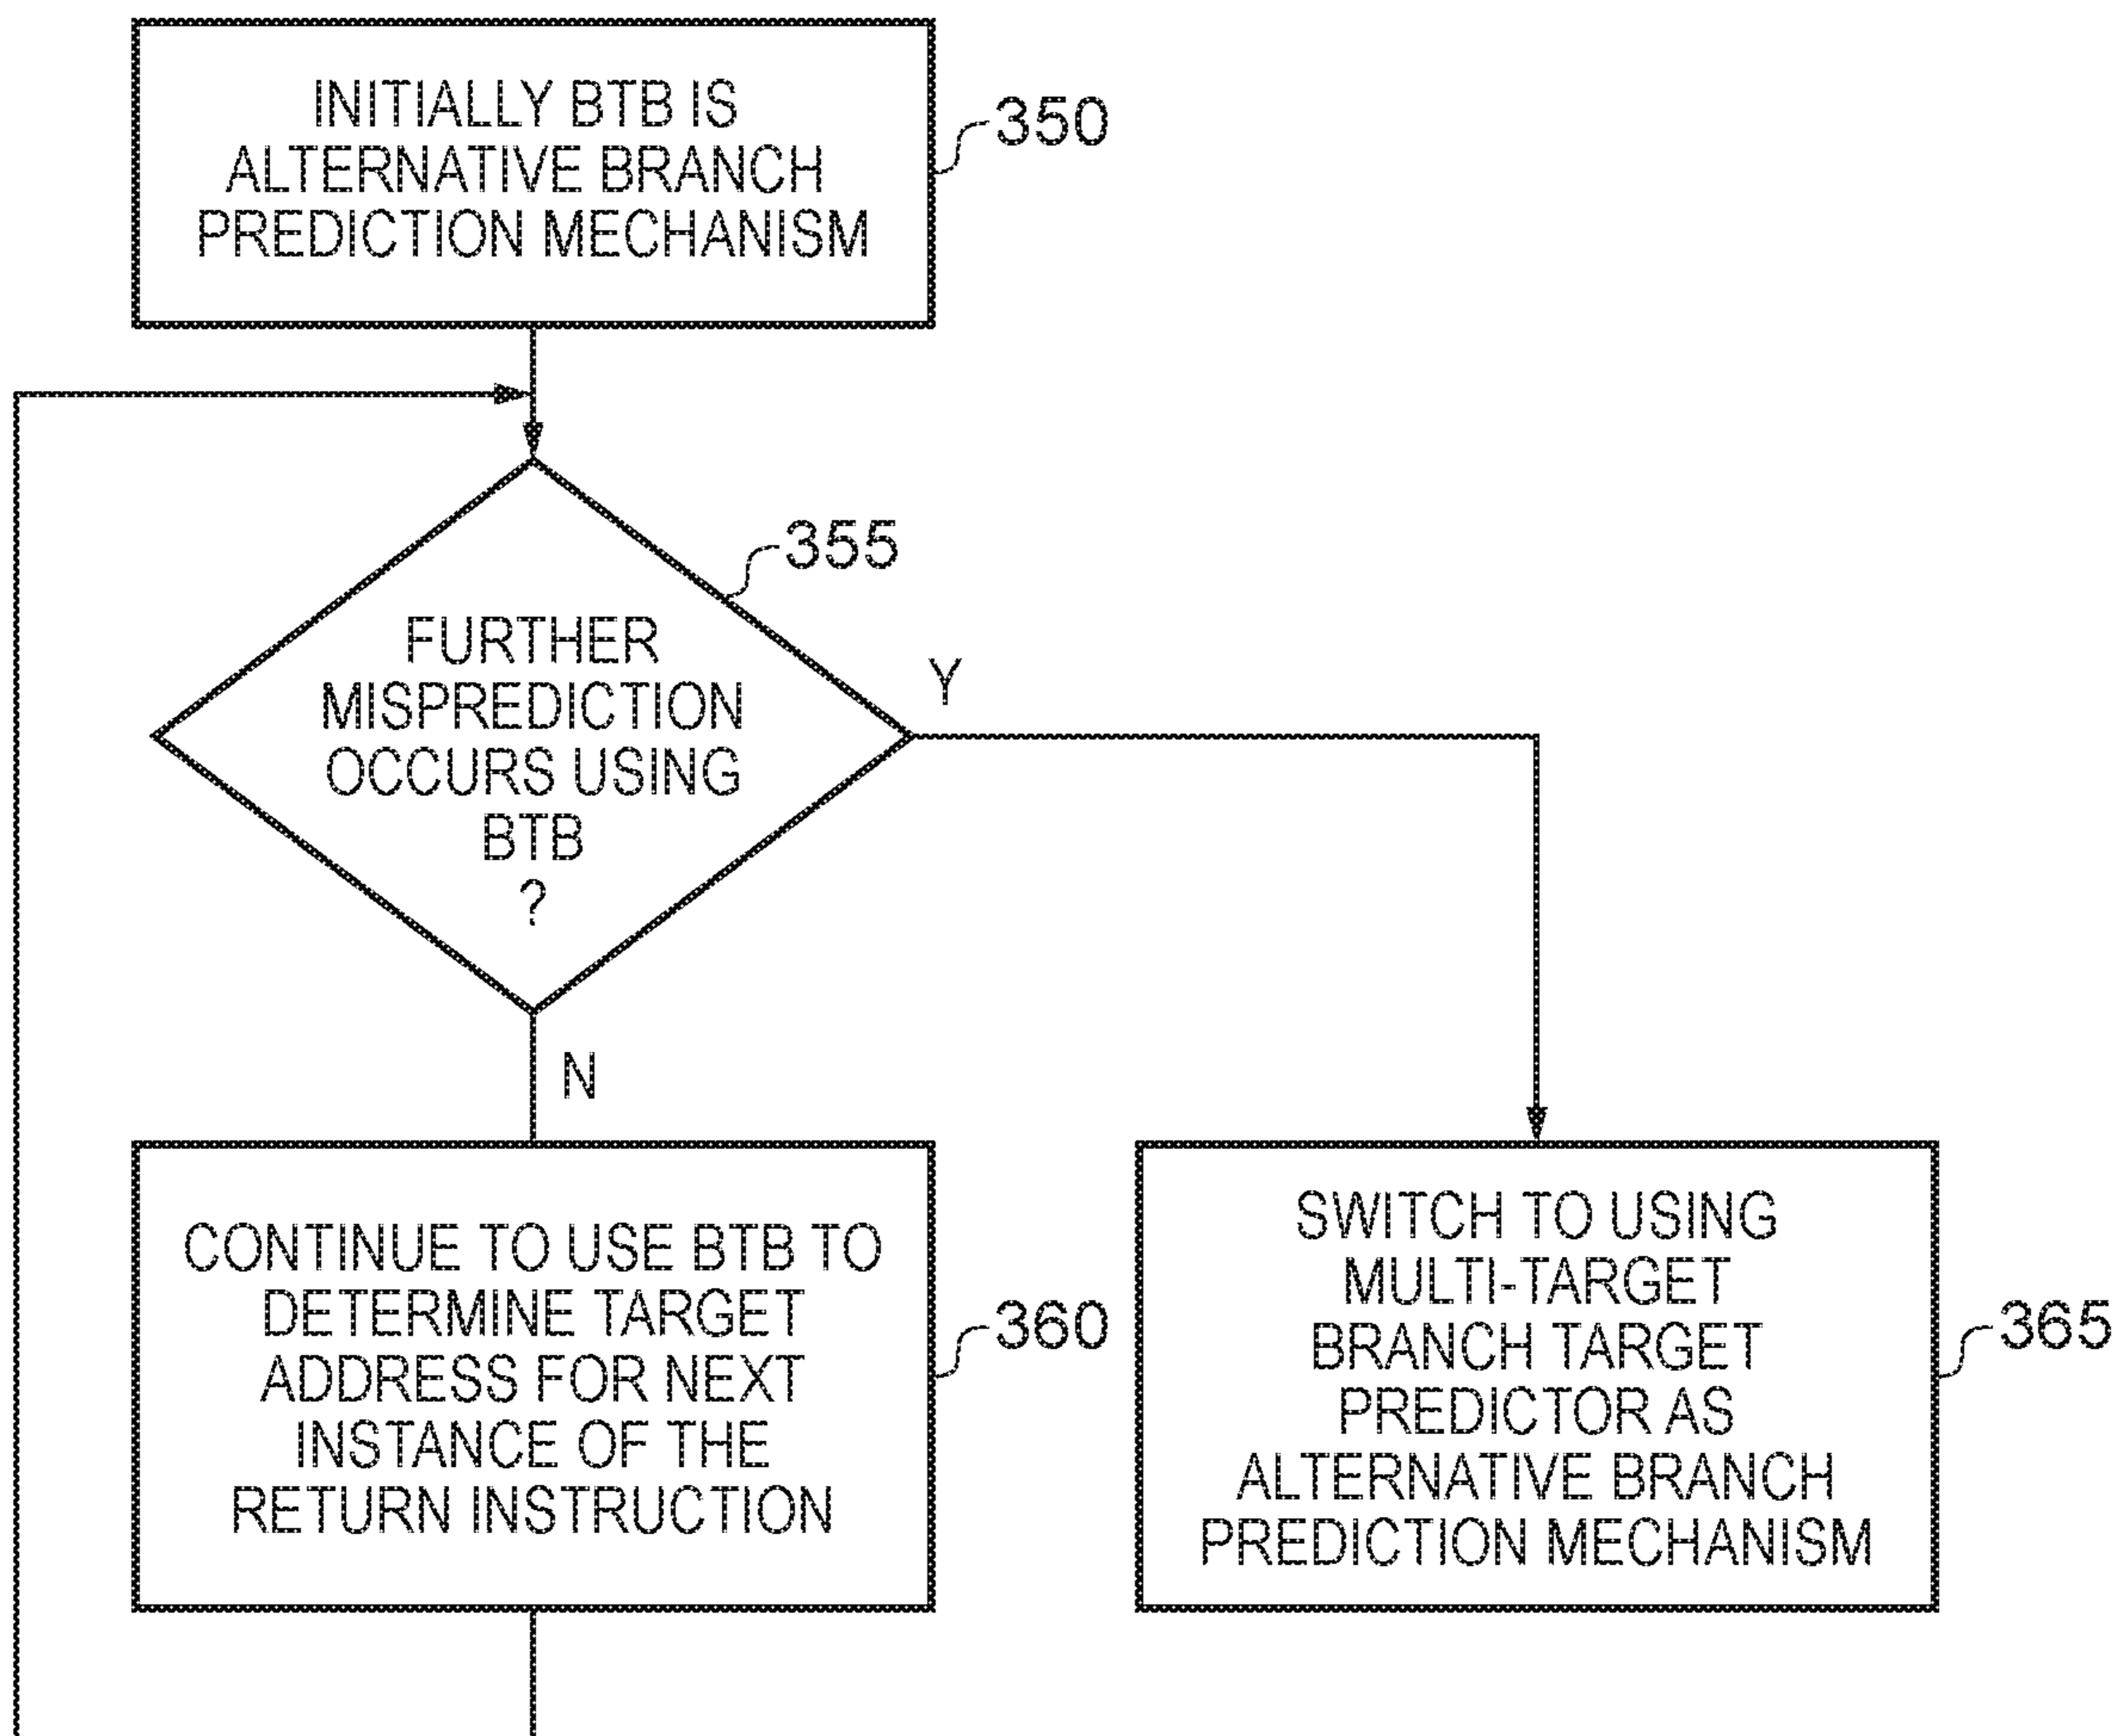 INITIALLY BTB IS
ALTERNATIVE BRANCH
PREDICTION MECHANISM
350
355
FURTHER
MISPREDICTION
OCCURS USING
BTB
?
Y
N
CONTINUE TO USE BTB TO
DETERMINE TARGET
ADDRESS FOR NEXT
INSTANCE OF THE
RETURN INSTRUCTION
360
SWITCH TO USING
MULTI-TARGET
BRANCH TARGET
PREDICTOR AS
ALTERNATIVE BRANCH
PREDICTION MECHANISM
365